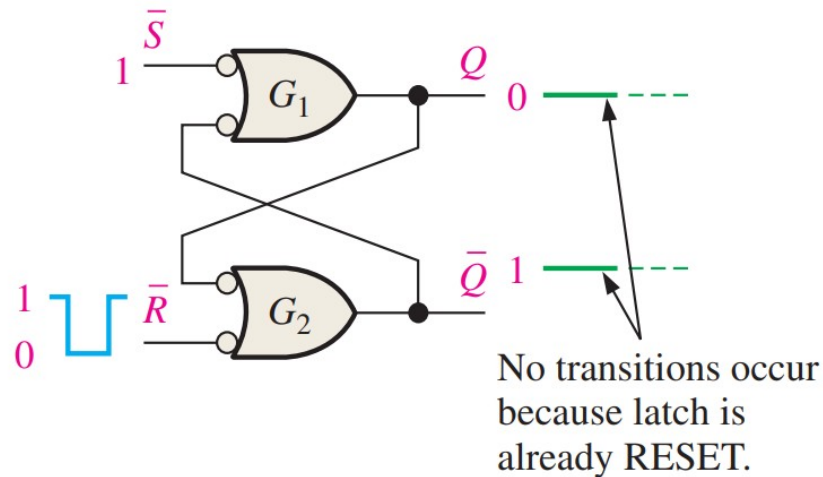 S̅
1
G₁
Q
0
Q̅
1
1
R̅
0
G₂
No transitions occur
because latch is
already RESET.